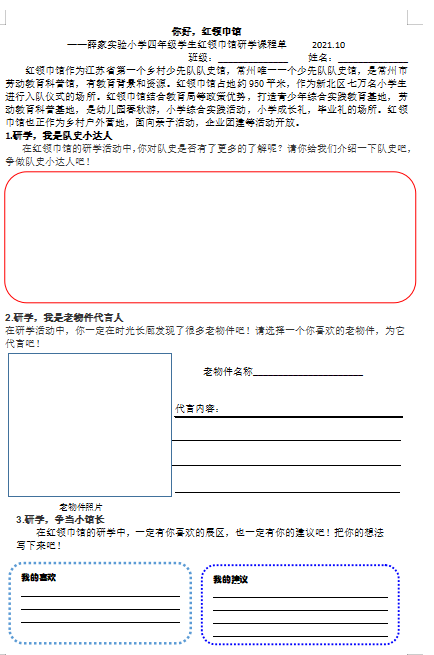 你好，红领巾馆
——薛家实验小学四年级学生红领巾馆研学课程单 2021.10
班级：____________ 姓名：____________
红领巾馆作为江苏省第一个乡村少先队队史馆，常州唯一一个少先队队史馆，是常州市
劳动教育科普馆，有教育背景和资源。红领巾馆占地约 950 平米，作为新北区七万名小学生
进行入队仪式的场所。红领巾馆结合教育局等政策优势，打造青少年综合实践教育基地，劳
动教育科普基地，是幼儿园春秋游，小学综合实践活动，小学成长礼，毕业礼的场所。红领
巾馆也正作为乡村户外营地，面向亲子活动，企业团建等活动开放。
1.研学，我是队史小达人
在红领巾馆的研学活动中，你对队史是否有了更多的了解呢？请你给我们介绍一下队史吧，
争做队史小达人吧！
2.研学，我是老物件代言人
在研学活动中，你一定在时光长廊发现了很多老物件吧！请选择一个你喜欢的老物件，为它
代言吧！
老物件名称____________________
代言内容：
老物件照片
3.研学，争当小馆长
在红领巾馆的研学中，一定有你喜欢的展区，也一定有你的建议吧！把你的想法
写下来吧！
我的喜欢
我的建议